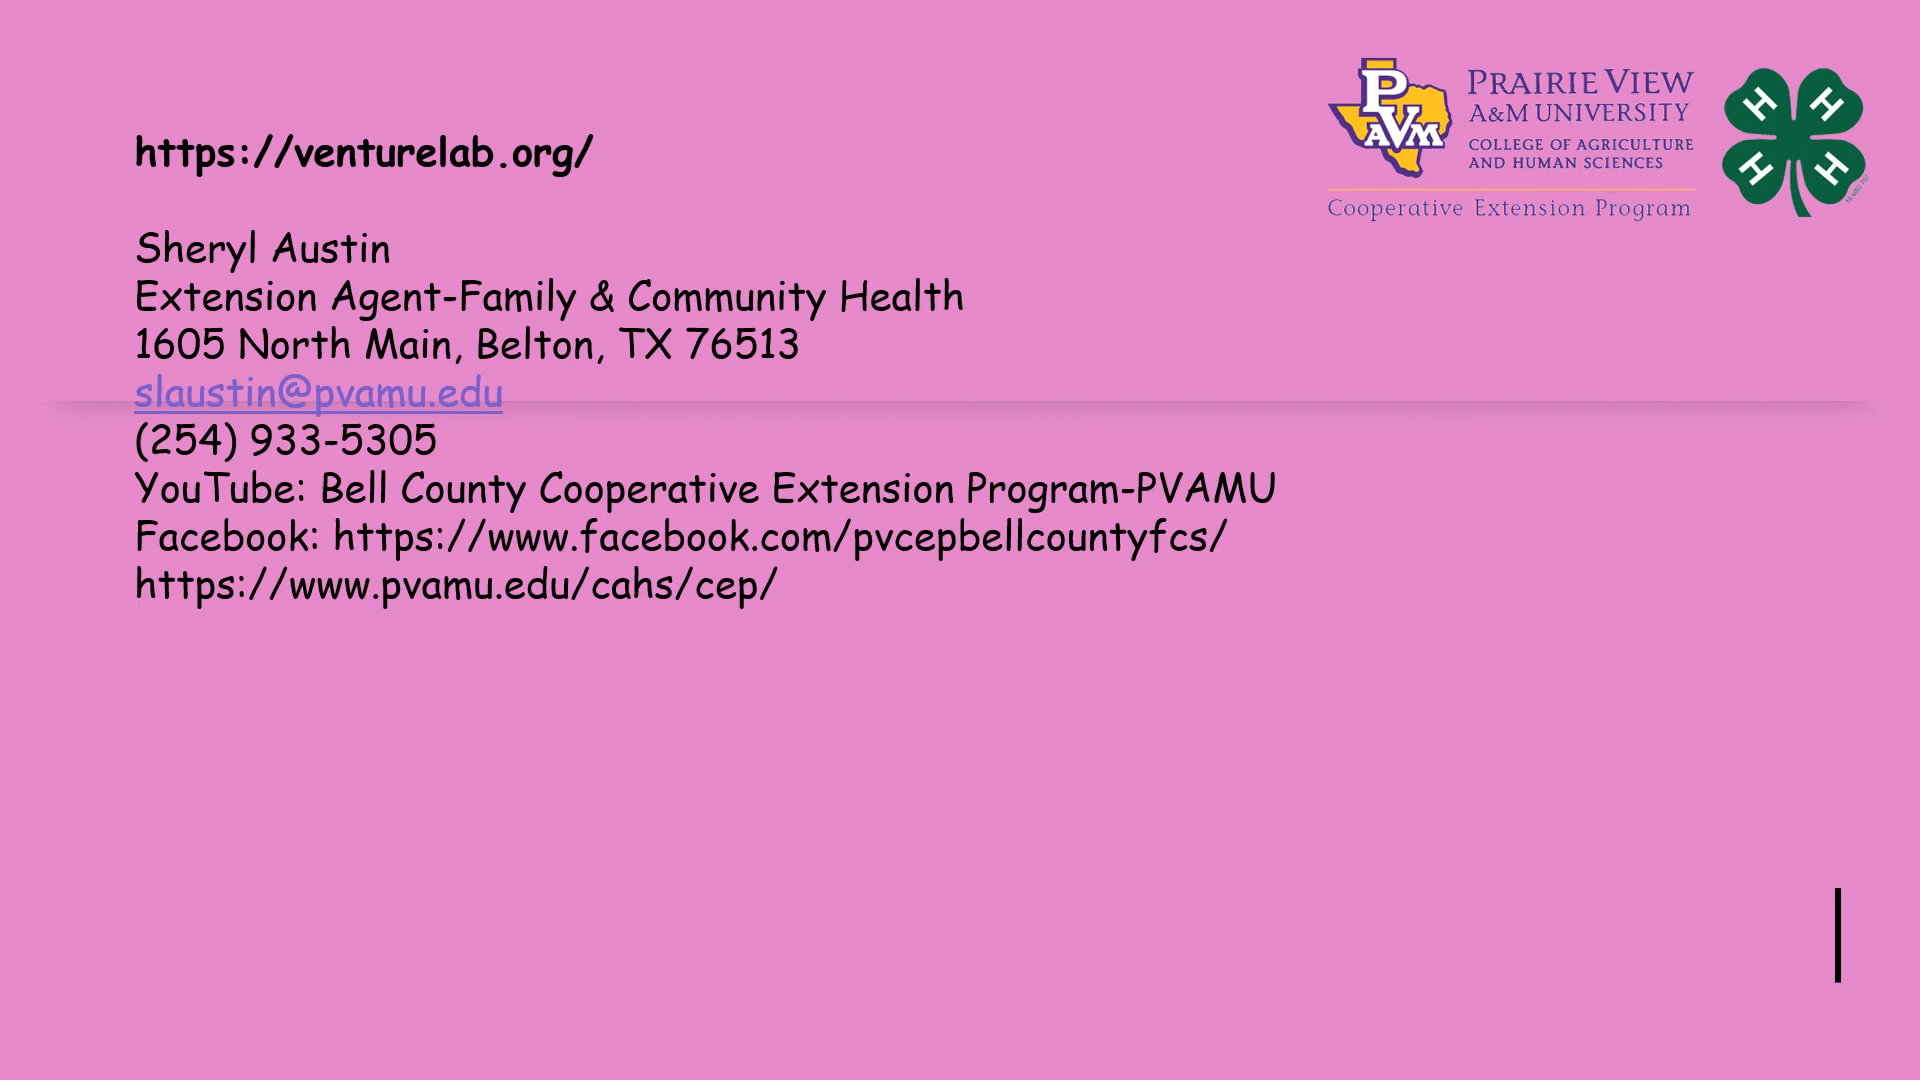 https://venturelab.org/
Sheryl Austin
Extension Agent-Family & Community Health
1605 North Main, Belton, TX 76513
slaustin@pvamu.edu
(254) 933-5305
YouTube: Bell County Cooperative Extension Program-PVAMU
Facebook: https://www.facebook.com/pvcepbellcountyfcs/
https://www.pvamu.edu/cahs/cep/
PVAMU
PRAIRIE VIEW
A&M UNIVERSITY
COLLEGE OF AGRICULTURE
AND HUMAN SCIENCES
Cooperative Extension Program
H H
H H